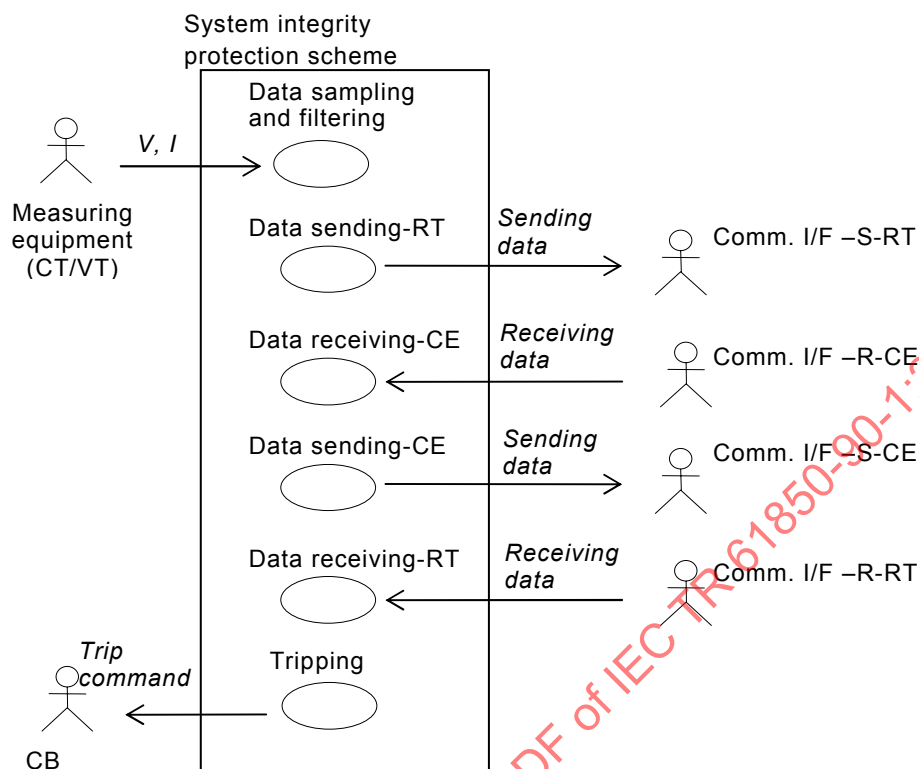 System integrity
protection scheme
Data sampling
and filtering
V, I
Measuring
equipment
(CT/VT)
Data sending-RT
Sending
data
Comm. I/F –S-RT
Data receiving-CE
Receiving
data
Comm. I/F –R-CE
Data sending-CE
Sending
data
Comm. I/F –S-CE
Data receiving-RT
Receiving
data
Comm. I/F –R-RT
Trip
command
Tripping
CB
DF of IEC TR 61850-90-1: